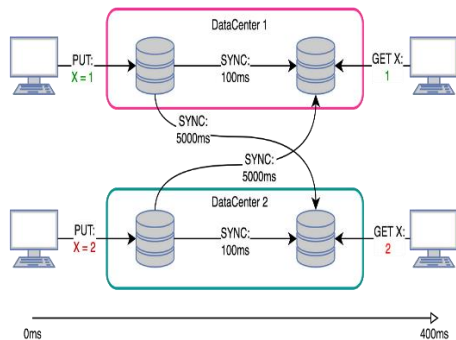 DataCenter 1
PUT:
X = 1
SYNC:
100ms
GET X:
1
SYNC:
5000ms
SYNC:
5000ms
DataCenter 2
PUT:
X = 2
SYNC:
100ms
GET X:
2
0ms
400ms